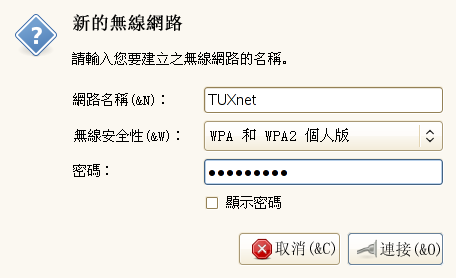 新的無線網路
請輸入您要建立之無線網路的名稱。
網路名稱(&N)： TUXnet
無線安全性(&W)： WPA 和 WPA2 個人版
密碼： ●●●●●●●●●
顯示密碼
取消(&C) 連接(&O)